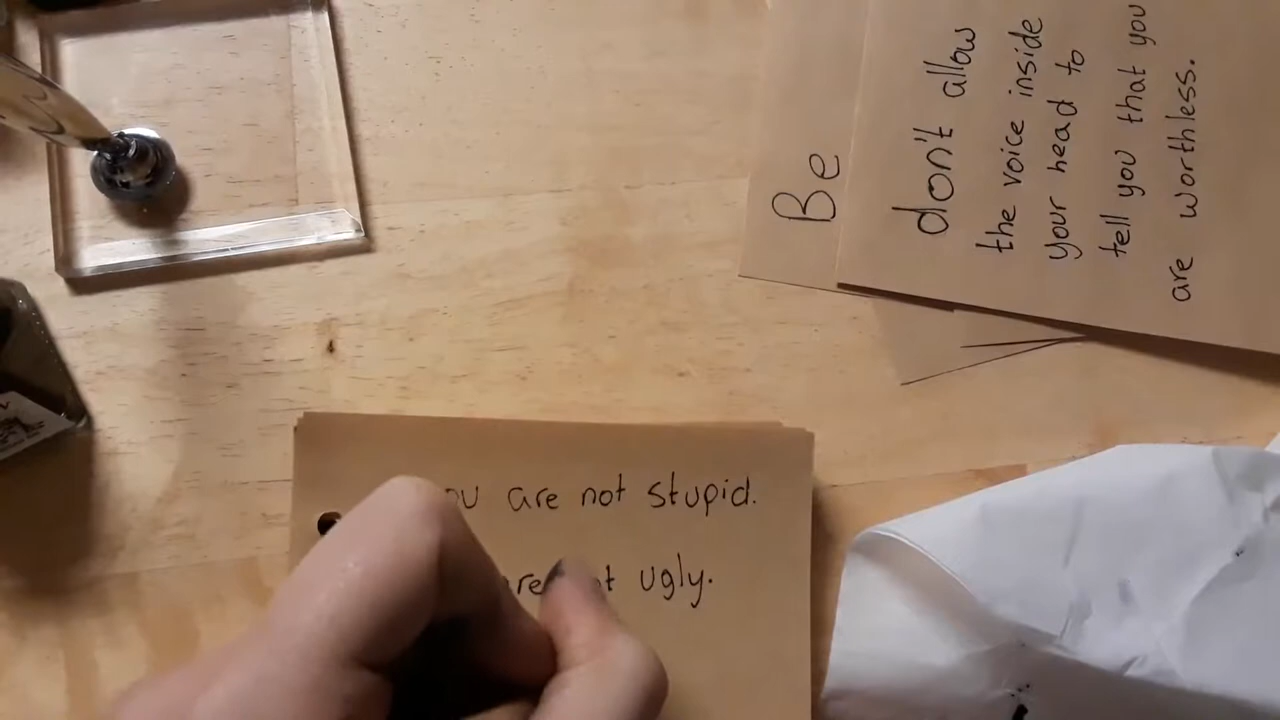 Be
don't allow
the voice inside
your head to
tell you that you
are worthless.
are not stupid.
ugly.